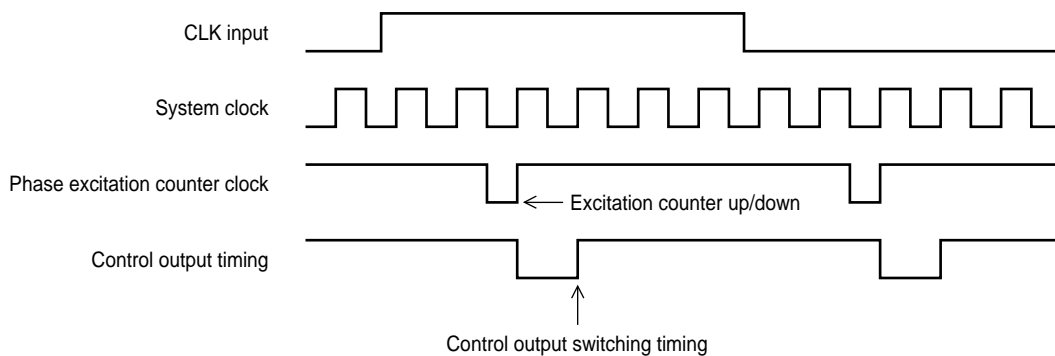 CLK input
System clock
Phase excitation counter clock
Excitation counter up/down
Control output timing
Control output switching timing